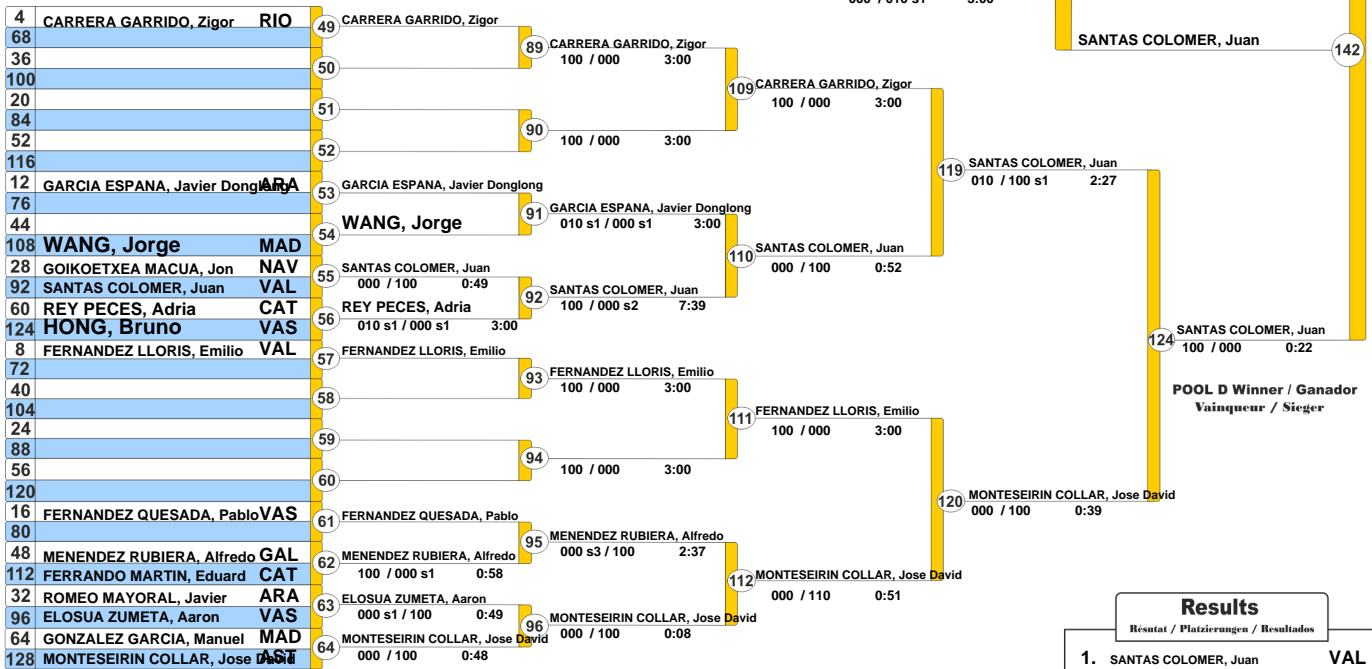 4 CARRERA GARRIDO, Zigor RIO
68
36
100
20
84
52
116
12 GARCIA ESPANA, Javier Donglong ARA
76
44
108 WANG, Jorge MAD
28 GOIKOETXEA MACUA, Jon NAV
92 SANTAS COLOMER, Juan VAL
60 REY PECES, Adria CAT
124 HONG, Bruno VAS
8 FERNANDEZ LLORIS, Emilio VAL
72
40
104
24
88
56
120
16 FERNANDEZ QUESADA, Pablo VAS
80
48 MENENDEZ RUBIERA, Alfredo GAL
112 FERRANDO MARTIN, Eduard CAT
32 ROMEO MAYORAL, Javier ARA
96 ELOSUA ZUMETA, Aaron VAS
64 GONZALEZ GARCIA, Manuel MAD
128 MONTESEIRIN COLLAR, Jose David AST
49 CARRERA GARRIDO, Zigor
50
51
52
53 GARCIA ESPANA, Javier Donglong
54 WANG, Jorge
55 SANTAS COLOMER, Juan
000 / 100 0:49
56 REY PECES, Adria
010 s1 / 000 s1 3:00
57 FERNANDEZ LLORIS, Emilio
58
59
60
61 FERNANDEZ QUESADA, Pablo
62 MENENDEZ RUBIERA, Alfredo
100 / 000 s1 0:58
63 ELOSUA ZUMETA, Aaron
000 s1 / 100 0:49
64 MONTESEIRIN COLLAR, Jose David
000 / 100 0:48
89 CARRERA GARRIDO, Zigor
100 / 000 3:00
90
100 / 000 3:00
91 GARCIA ESPANA, Javier Donglong
010 s1 / 000 s1 3:00
92 SANTAS COLOMER, Juan
100 / 000 s2 7:39
93 FERNANDEZ LLORIS, Emilio
100 / 000 3:00
94
100 / 000 3:00
95 MENENDEZ RUBIERA, Alfredo
000 s3 / 100 2:37
96 MONTESEIRIN COLLAR, Jose David
000 / 100 0:08
109 CARRERA GARRIDO, Zigor
100 / 000 3:00
110 SANTAS COLOMER, Juan
000 / 100 0:52
111 FERNANDEZ LLORIS, Emilio
100 / 000 3:00
112 MONTESEIRIN COLLAR, Jose David
000 / 110 0:51
119 SANTAS COLOMER, Juan
010 / 100 s1 2:27
120 MONTESEIRIN COLLAR, Jose David
000 / 100 0:39
124 SANTAS COLOMER, Juan
100 / 000 0:22
POOL D Winner / Ganador
Vainqueur / Sieger
SANTAS COLOMER, Juan
142
Results
Résutat / Platzierungen / Resultados
1. SANTAS COLOMER, Juan VAL